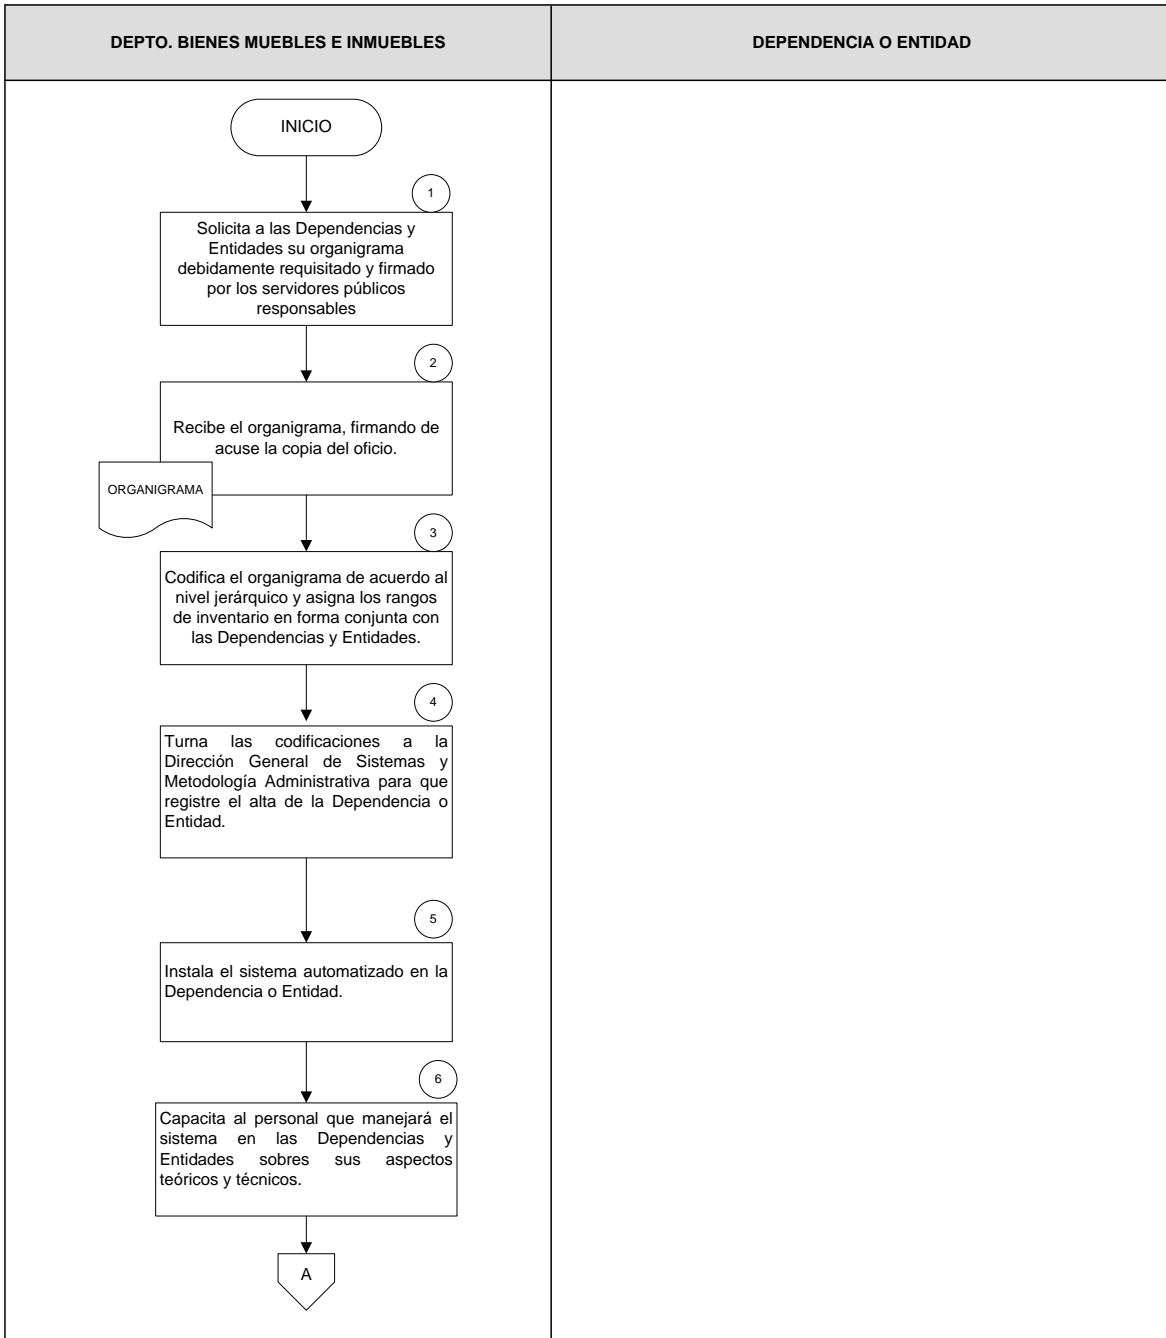 DEPTO. BIENES MUEBLES E INMUEBLES
DEPENDENCIA O ENTIDAD
INICIO
1
Solicita a las Dependencias y
Entidades su organigrama
debidamente requisitado y firmado
por los servidores públicos
responsables
2
Recibe el organigrama, firmando de
acuse la copia del oficio.
ORGANIGRAMA
3
Codifica el organigrama de acuerdo al
nivel jerárquico y asigna los rangos
de inventario en forma conjunta con
las Dependencias y Entidades.
4
Turna las codificaciones a la
Dirección General de Sistemas y
Metodología Administrativa para que
registre el alta de la Dependencia o
Entidad.
5
Instala el sistema automatizado en la
Dependencia o Entidad.
6
Capacita al personal que manejará el
sistema en las Dependencias y
Entidades sobres sus aspectos
teóricos y técnicos.
A